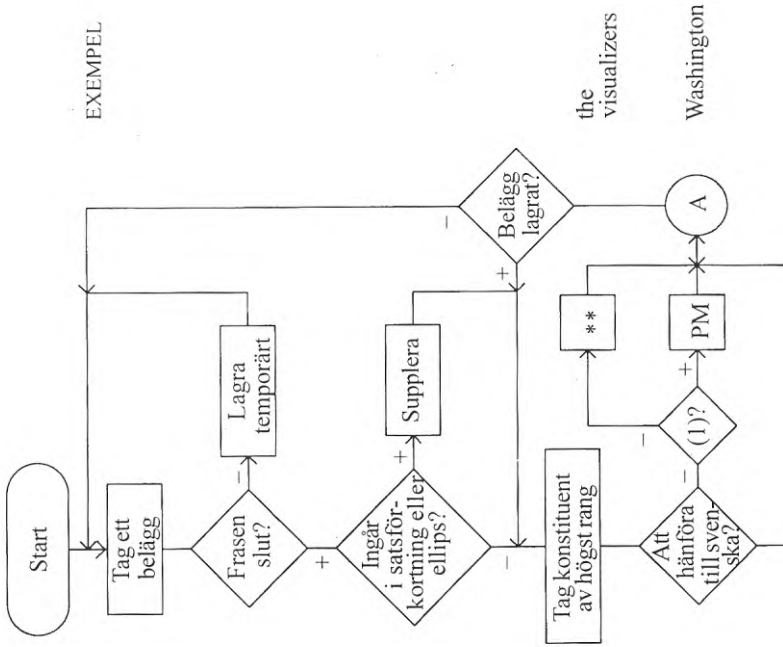 EXEMPEL
Start
Tag ett
belägg
Frasen
slut?
−
Lagra
temporärt
+
Ingår
i satsför-
kortning eller
ellips?
+
Supplera
−
Belägg
lagrat?
−
+
Tag konstituent
av högst rang
Att
hänföra
till sven-
ska?
−
(1)?
−
* *
the
visualizers
+
PM
A
Washington